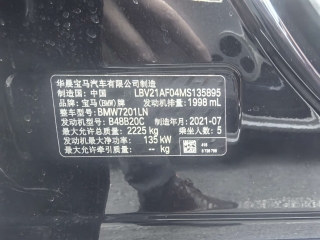 华晨宝马汽车有限公司制造
制造国：中国 LBV21AF04MS135895
品牌：宝马(BMW)牌 发动机排量：1998 mL
整车型号：BMW7201LN
发动机型号：B48B20C 制造年月：2021-07
最大允许总质量：2225 kg 乘坐人数：5
发动机最大净功率：135 kW
最大允许牵引质量：-- kg